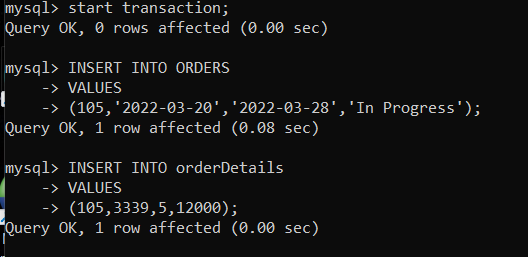 mysql> start transaction;
Query OK, 0 rows affected (0.00 sec)
mysql> INSERT INTO ORDERS
    -> VALUES
    -> (105,'2022-03-20','2022-03-28','In Progress');
Query OK, 1 row affected (0.08 sec)
mysql> INSERT INTO orderDetails
    -> VALUES
    -> (105,3339,5,12000);
Query OK, 1 row affected (0.00 sec)